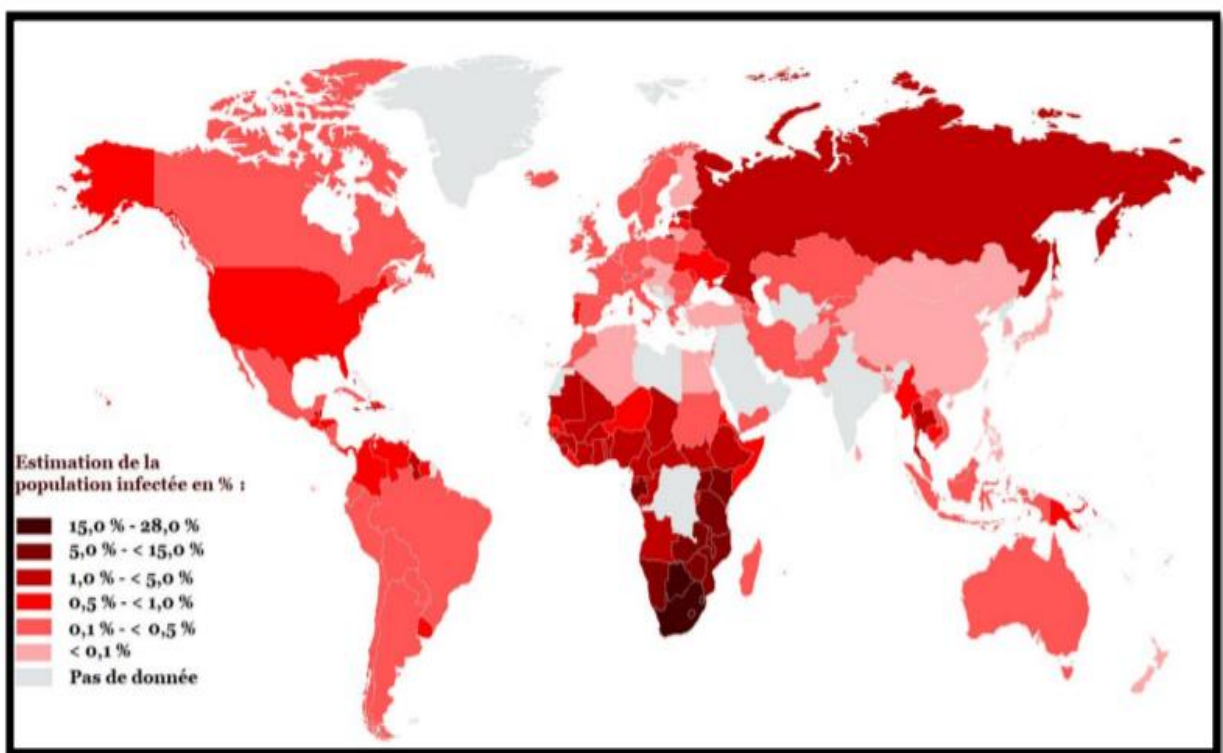 Estimation de la
population infectée en % :
15,0 % - 28,0 %
5,0 % - < 15,0 %
1,0 % - < 5,0 %
0,5 % - < 1,0 %
0,1 % - < 0,5 %
< 0,1 %
Pas de donnée